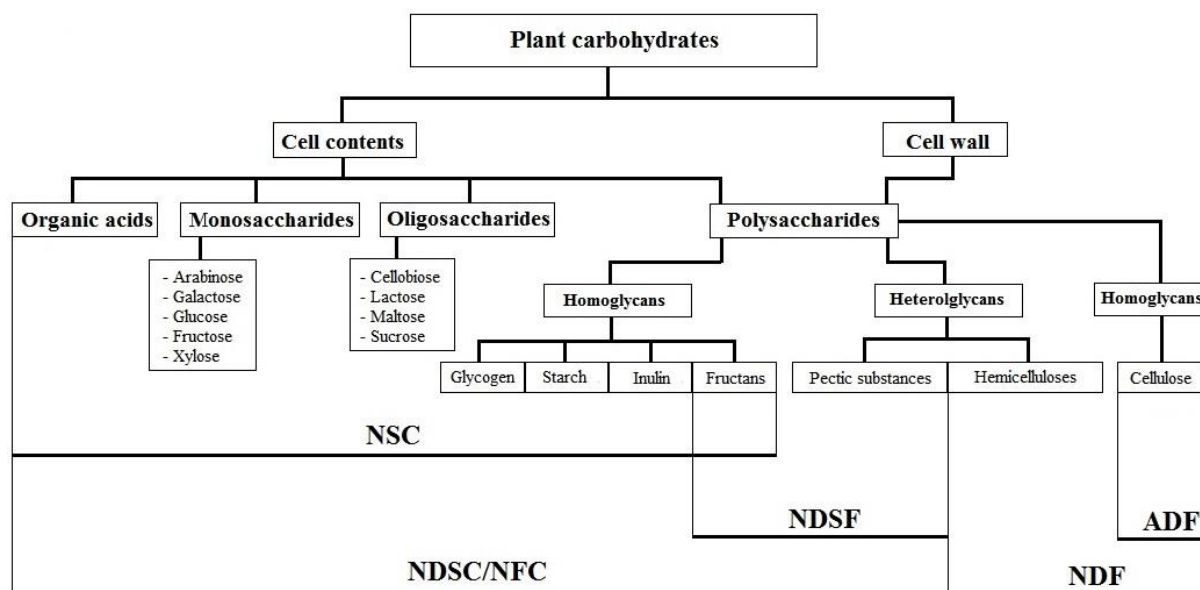 Plant carbohydrates
Cell contents
Cell wall
Organic acids
Monosaccharides
Oligosaccharides
Polysaccharides
- Arabinose
- Galactose
- Glucose
- Fructose
- Xylose
- Cellobiose
- Lactose
- Maltose
- Sucrose
Homoglycans
Heterolgycans
Homoglycans
Glycogen
Starch
Inulin
Fructans
Pectic substances
Hemicelluloses
Cellulose
NSC
NDSF
ADF
NDSC/NFC
NDF